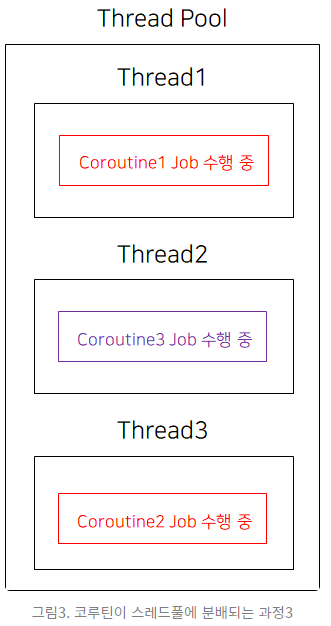 Thread Pool
Thread1
Coroutine1 Job 수행 중
Thread2
Coroutine3 Job 수행 중
Thread3
Coroutine2 Job 수행 중
그림3. 코루틴이 스레드풀에 분배되는 과정3